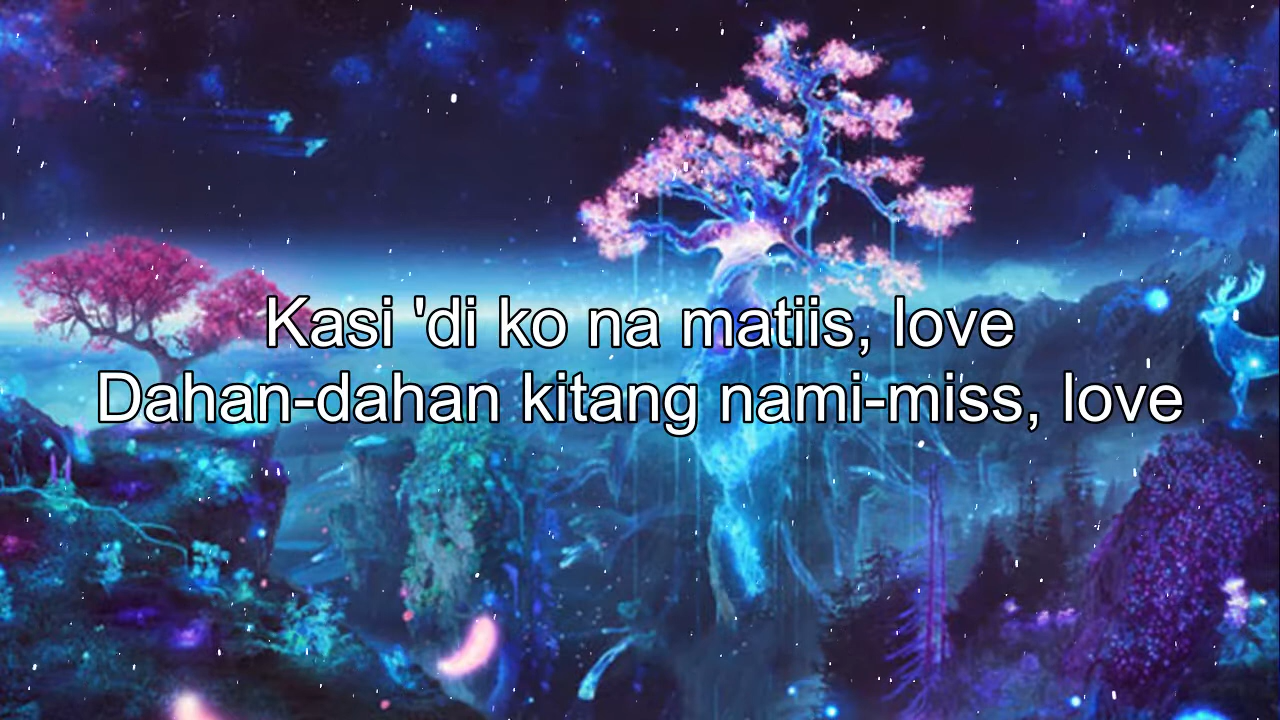 Kasi 'di ko na matiis, love
Dahan-dahan kitang nami-miss, love